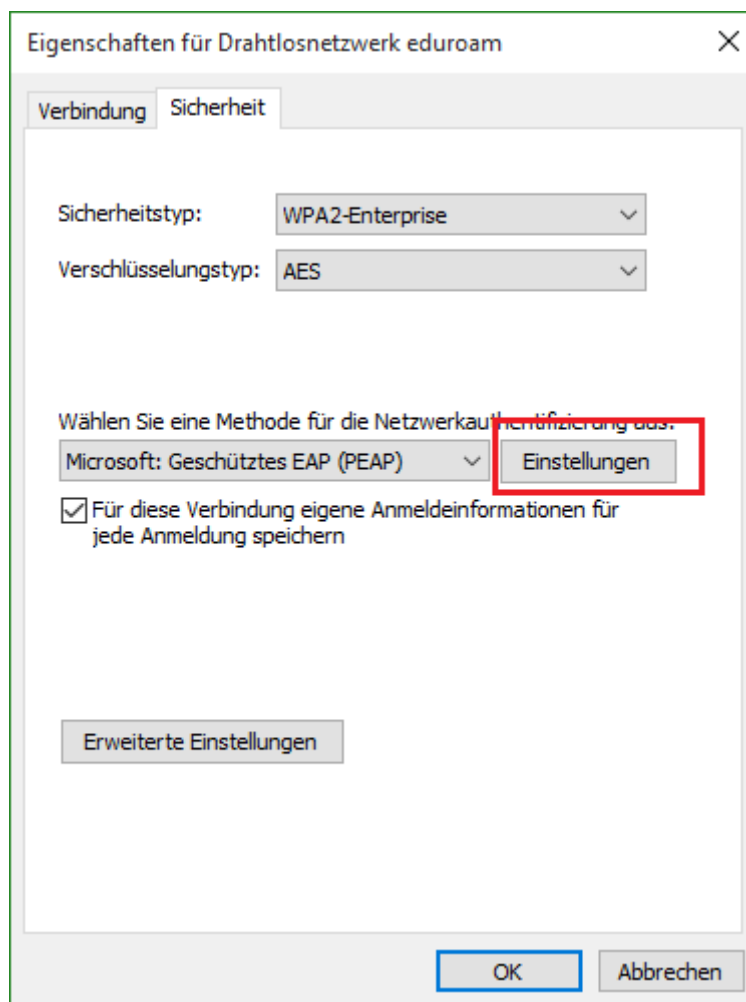 Eigenschaften für Drahtlosnetzwerk eduroam
Verbindung
Sicherheit
Sicherheitstyp:
WPA2-Enterprise
Verschlüsselungstyp:
AES
Wählen Sie eine Methode für die Netzwerkauthentifizierung aus:
Microsoft: Geschütztes EAP (PEAP)
Einstellungen
Für diese Verbindung eigene Anmeldeinformationen für
jede Anmeldung speichern
Erweiterte Einstellungen
OK
Abbrechen